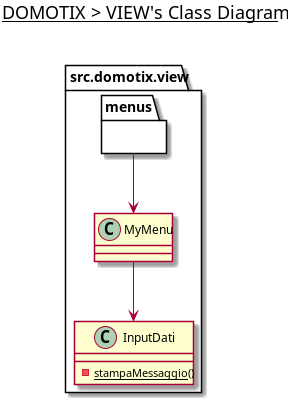 DOMOTIX > VIEW's Class Diagram
src.domotix.view
menus
C MyMenu
C InputDati
stampaMessaggio()